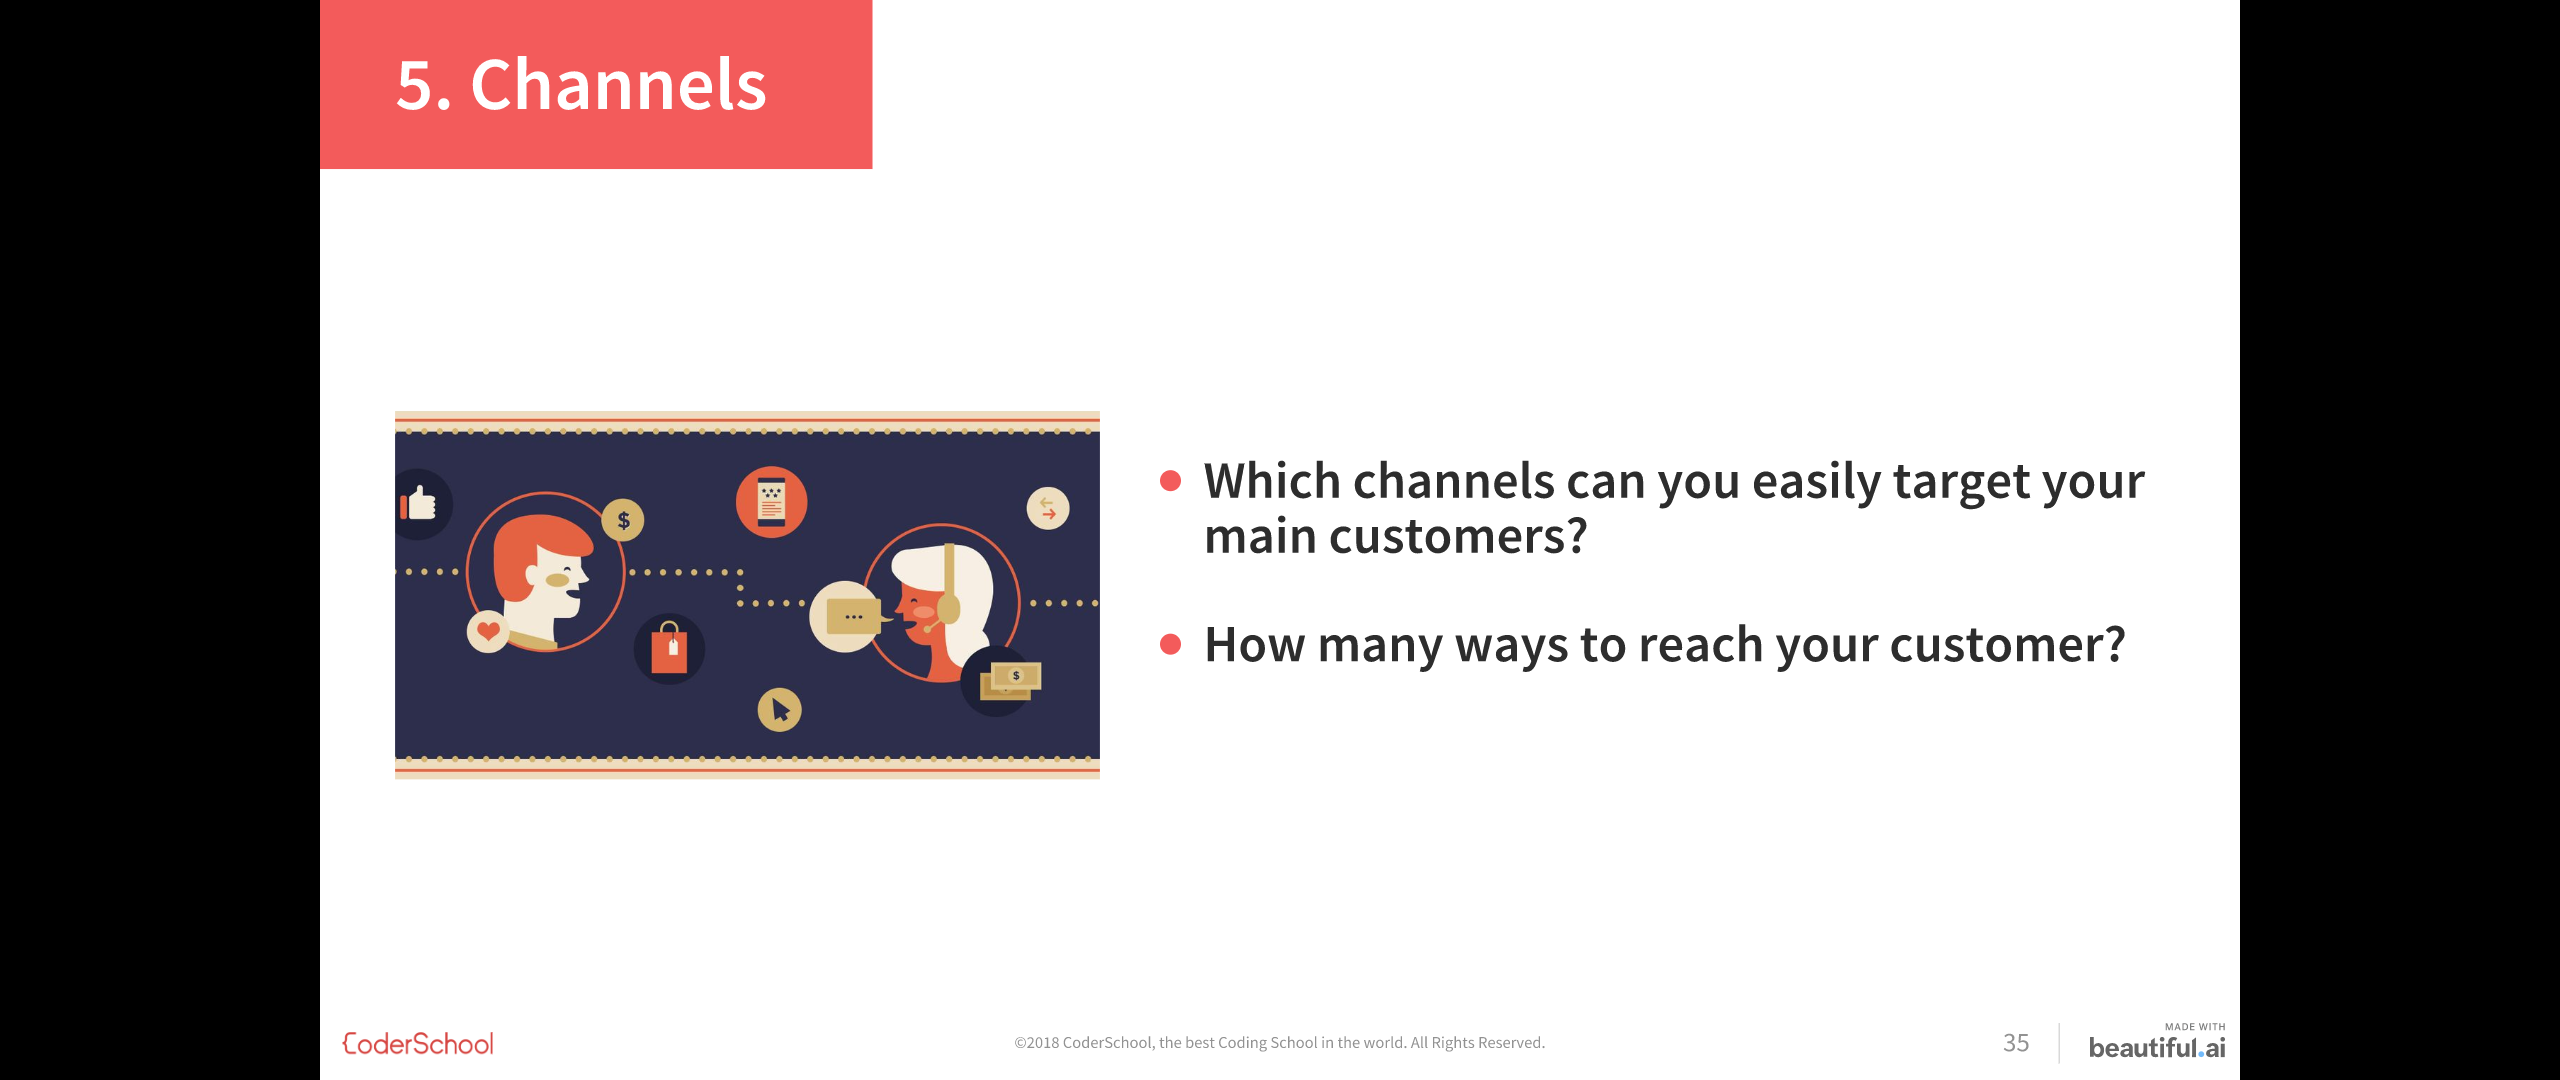 5. Channels
$
$
• Which channels can you easily target your
main customers?
• How many ways to reach your customer?
{CoderSchool
©2018 CoderSchool, the best Coding School in the world. All Rights Reserved.
35
MADE WITH
beautiful.ai